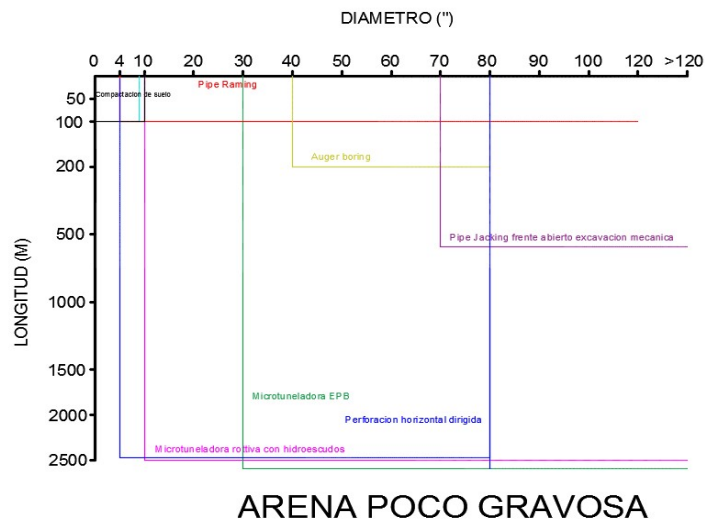 DIAMETRO (")
0 4 10 20 30 40 50 60 70 80 90 100 120 >120
Pipe Raming
50
Compactacion de suelo
100
Auger boring
200
500
Pipe Jacking frente abierto excavacion mecanica
LONGITUD (M)
1000
1500
Microtuneladora EPB
2000
Perforacion horizontal dirigida
Microtuneladora rottiva con hidroescudos
2500
ARENA POCO GRAVOSA